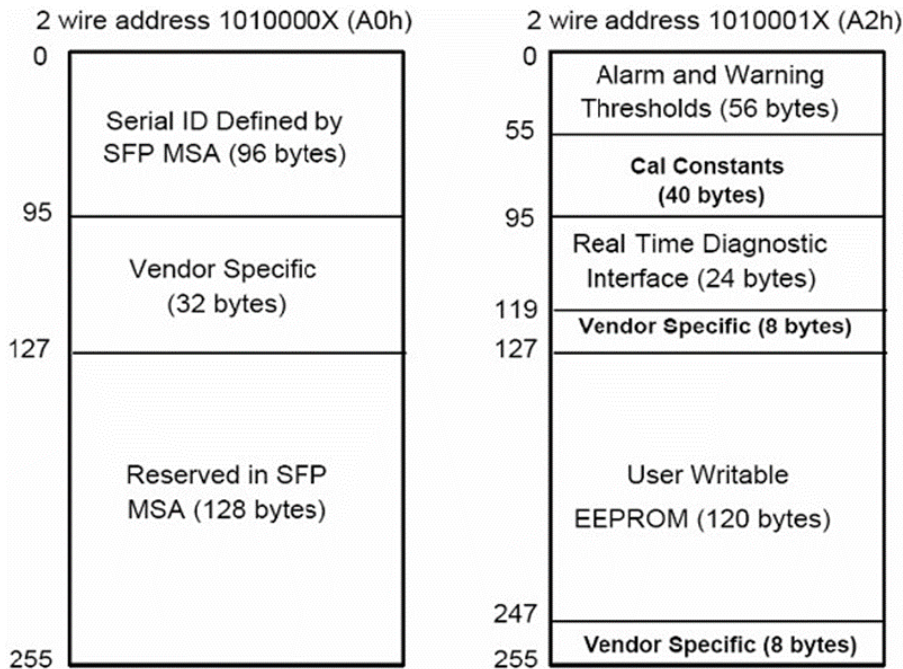 2 wire address 1010000X (A0h)
0
Serial ID Defined by
SFP MSA (96 bytes)
95
Vendor Specific
(32 bytes)
127
Reserved in SFP
MSA (128 bytes)
255
2 wire address 1010001X (A2h)
0
Alarm and Warning
Thresholds (56 bytes)
55
Cal Constants
(40 bytes)
95
Real Time Diagnostic
Interface (24 bytes)
119
Vendor Specific (8 bytes)
127
User Writable
EEPROM (120 bytes)
247
Vendor Specific (8 bytes)
255